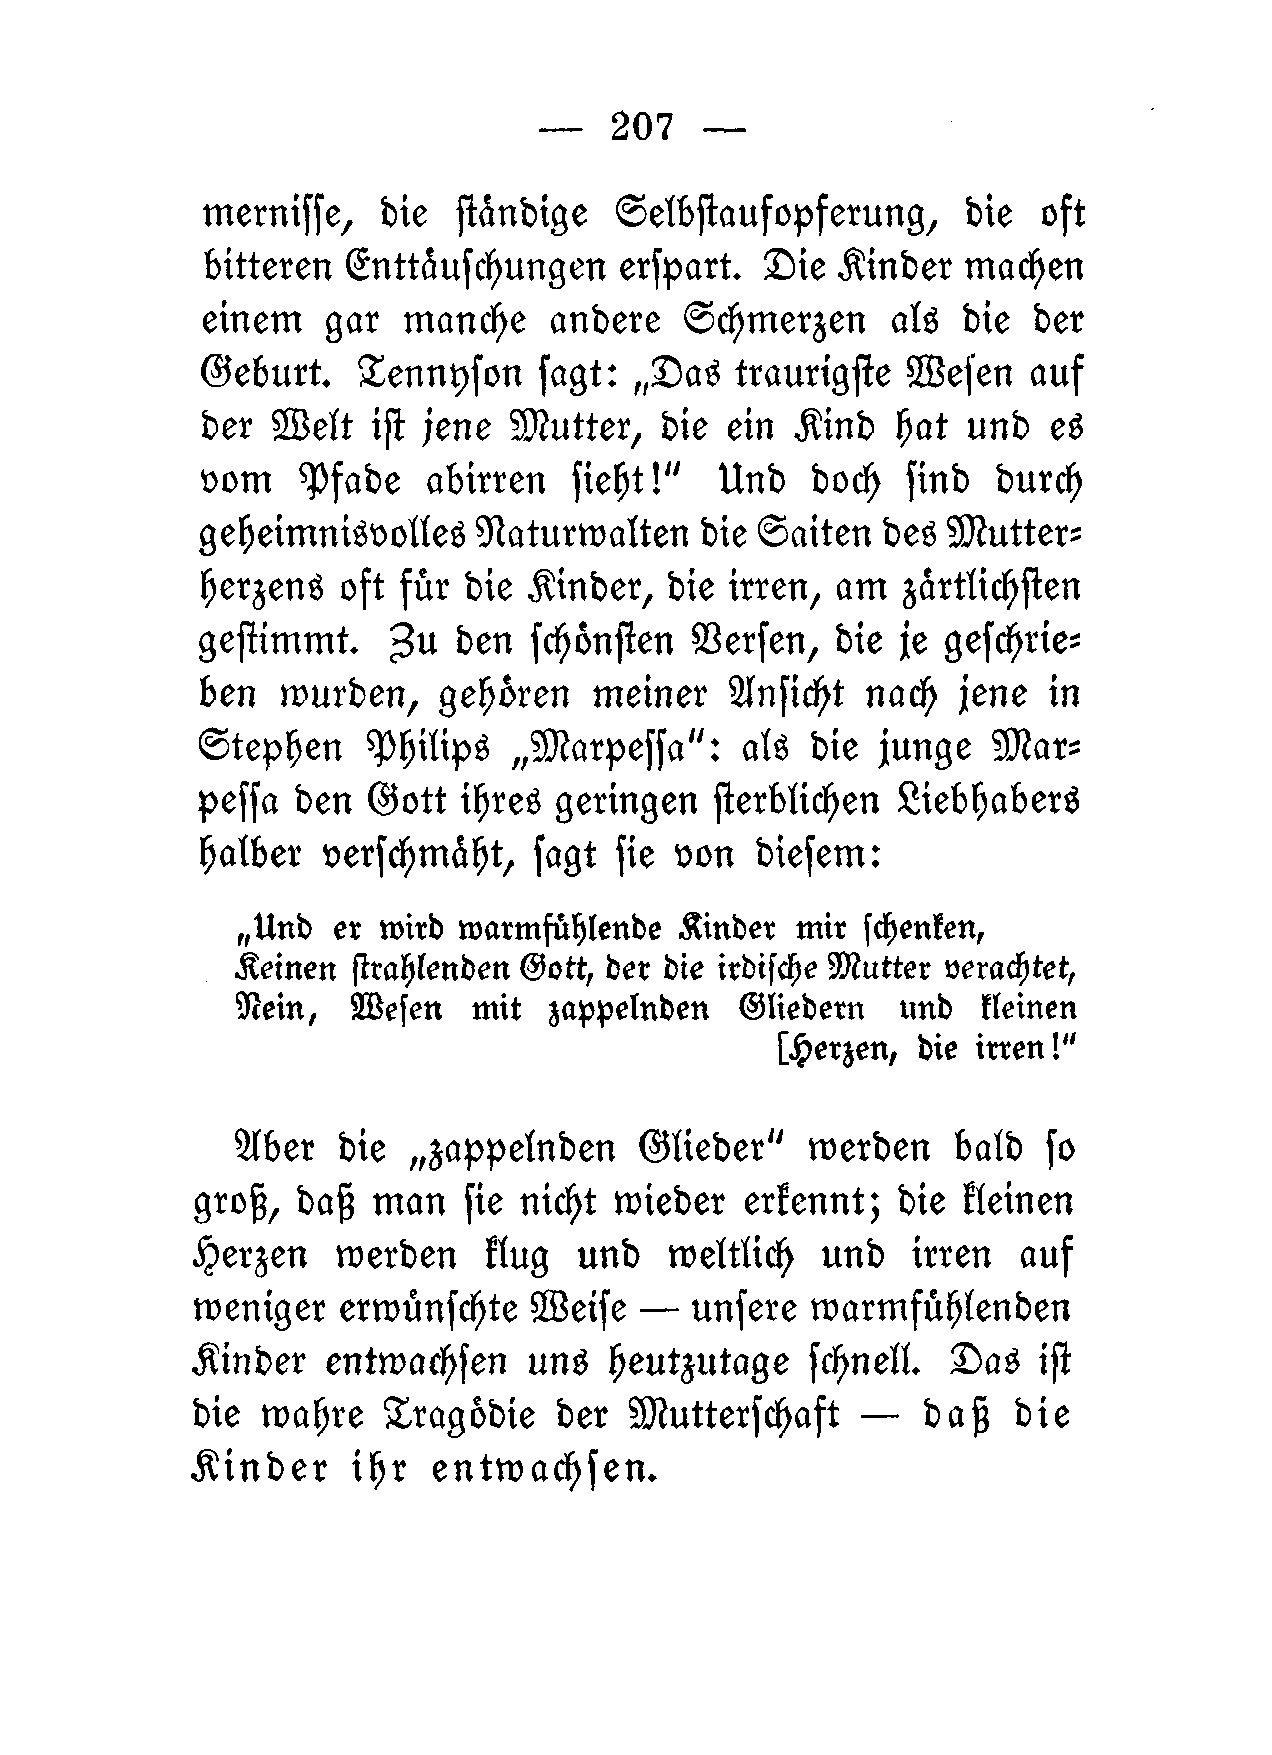 — 207 —
merniſſe, die ſtändige Selbſtaufopferung, die oft
bitteren Enttäuſchungen erſpart. Die Kinder machen
einem gar manche andere Schmerzen als die der
Geburt. Tennyſon ſagt: „Das traurigſte Weſen auf
der Welt iſt jene Mutter, die ein Kind hat und es
vom Pfade abirren ſieht!“ Und doch ſind durch
geheimnisvolles Naturwalten die Saiten des Mutter-
herzens oft für die Kinder, die irren, am zärtlichſten
geſtimmt. Zu den ſchönſten Verſen, die je geſchrie-
ben wurden, gehören meiner Anſicht nach jene in
Stephen Philips „Marpeſſa“: als die junge Mar-
peſſa den Gott ihres geringen ſterblichen Liebhabers
halber verſchmäht, ſagt ſie von dieſem:
„Und er wird warmfühlende Kinder mir ſchenken,
Keinen ſtrahlenden Gott, der die irdiſche Mutter verachtet,
Nein, Weſen mit zappelnden Gliedern und kleinen
[Herzen, die irren!“
Aber die „zappelnden Glieder“ werden bald ſo
groß, daß man ſie nicht wieder erkennt; die kleinen
Herzen werden klug und weltlich und irren auf
weniger erwünſchte Weiſe — unſere warmfühlenden
Kinder entwachſen uns heutzutage ſchnell. Das iſt
die wahre Tragödie der Mutterſchaft — daß die
Kinder ihr entwachſen.